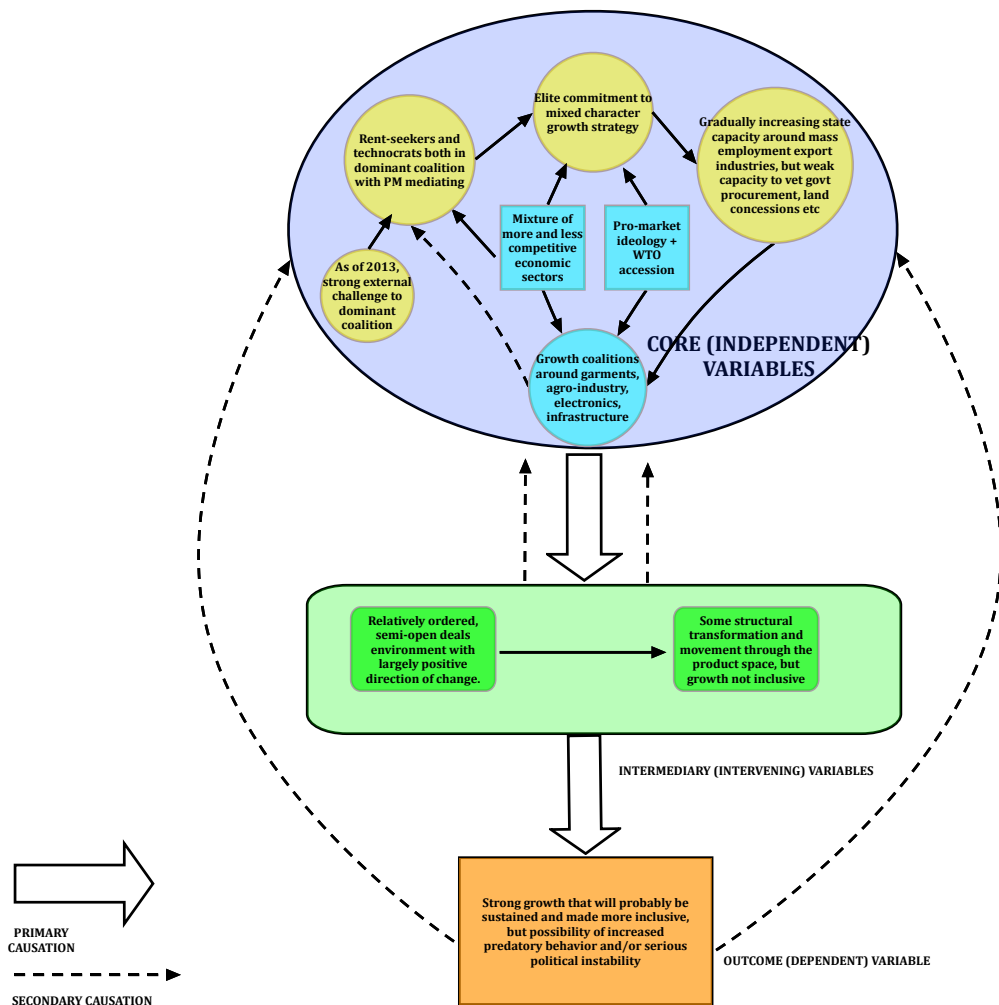 Elite commitment to
mixed character
growth strategy
Rent-seekers and
technocrats both in
dominant coalition
with PM mediating
Gradually increasing state
capacity around mass
employment export
industries, but weak
capacity to vet govt
procurement, land
concessions etc
Mixture of
more and less
competitive
economic
sectors
Pro-market
ideology +
WTO
accession
As of 2013,
strong external
challenge to
dominant
coalition
CORE (INDEPENDENT)
VARIABLES
Growth coalitions
around garments,
agro-industry,
electronics,
infrastructure
Relatively ordered,
semi-open deals
environment with
largely positive
direction of change.
Some structural
transformation and
movement through the
product space, but
growth not inclusive
INTERMEDIARY (INTERVENING) VARIABLES
Strong growth that will probably be
sustained and made more inclusive,
but possibility of increased
predatory behavior and/or serious
political instability
OUTCOME (DEPENDENT) VARIABLE
PRIMARY
CAUSATION
SECONDARY CAUSATION